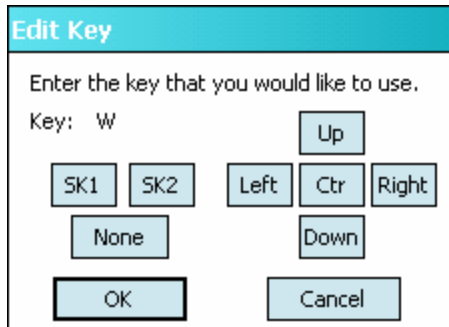 Edit Key
Enter the key that you would like to use.
Key: W
Up
SK1 SK2 Left Ctr Right
None Down
OK Cancel